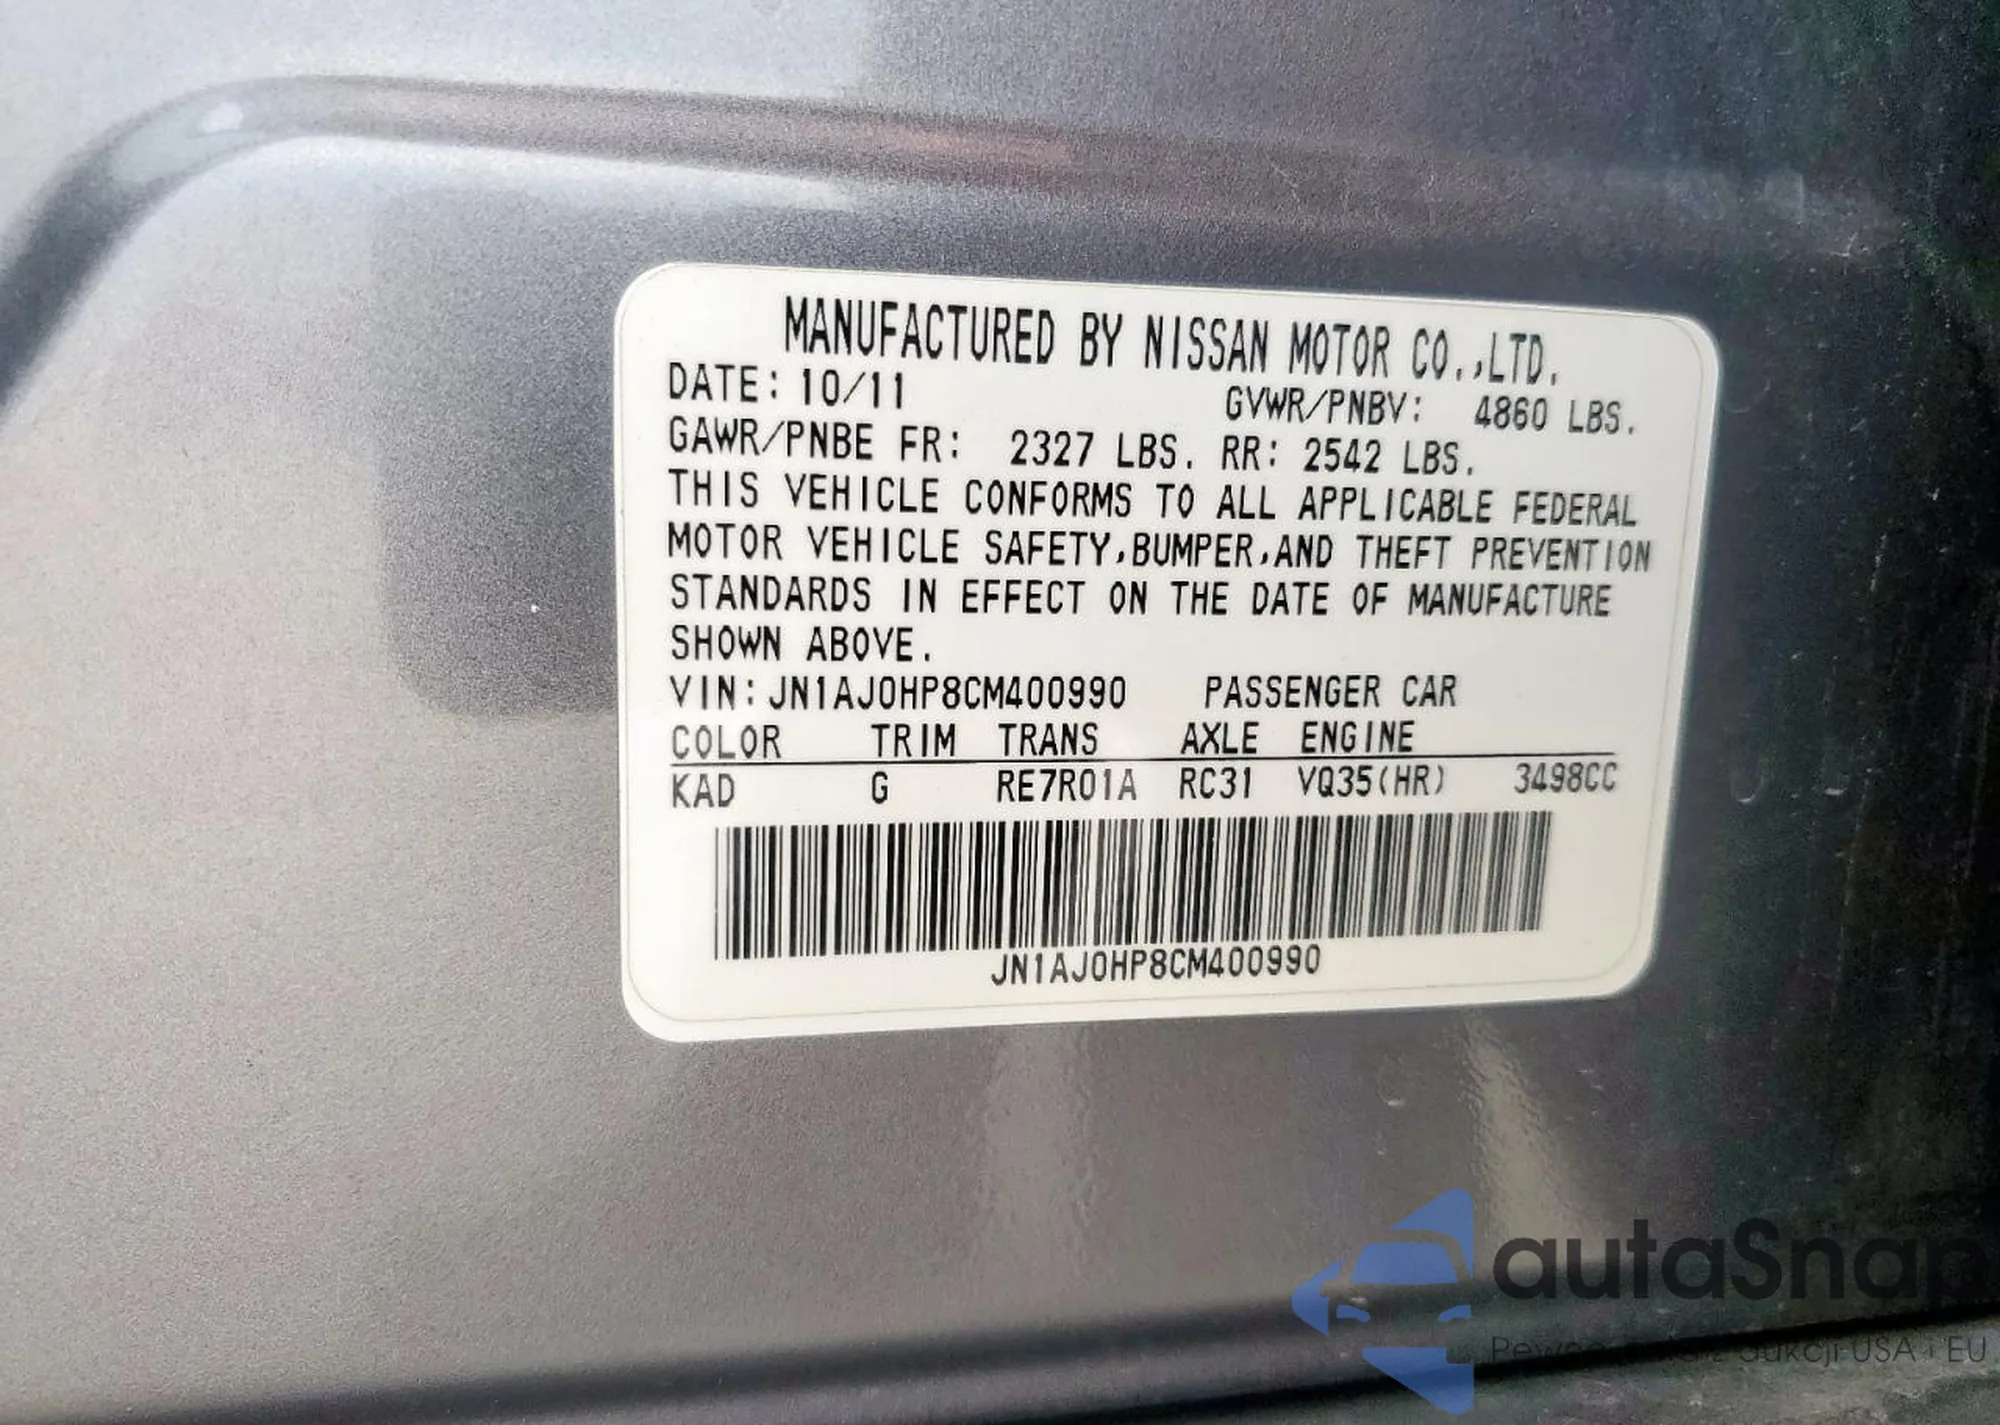 MANUFACTURED BY NISSAN MOTOR CO.,LTD.
DATE: 10/11 GVWR/PNBV: 4860 LBS.
GAWR/PNBE FR: 2327 LBS. RR: 2542 LBS.
THIS VEHICLE CONFORMS TO ALL APPLICABLE FEDERAL
MOTOR VEHICLE SAFETY,BUMPER,AND THEFT PREVENTION
STANDARDS IN EFFECT ON THE DATE OF MANUFACTURE
SHOWN ABOVE.
VIN:JN1AJ0HP8CM400990 PASSENGER CAR
COLOR TRIM TRANS AXLE ENGINE
KAD G RE7R01A RC31 VQ35(HR) 3498CC
JN1AJ0HP8CM400990
autaSnap
aukcji USA i EU